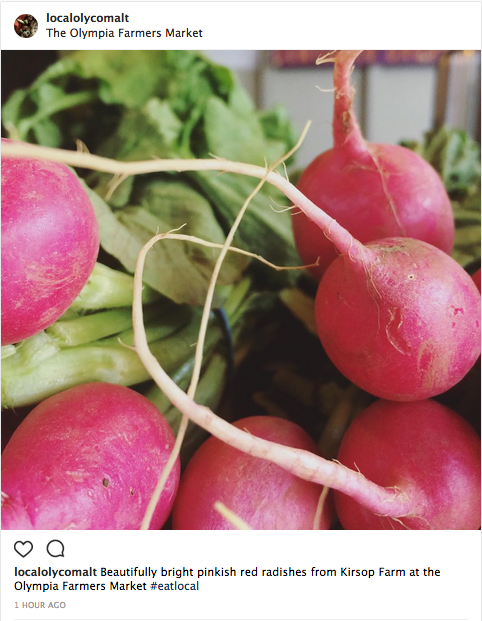 localolycomalt
The Olympia Farmers Market
localolycomalt Beautifully bright pinkish red radishes from Kirsop Farm at the
Olympia Farmers Market #eatlocal
1 HOUR AGO